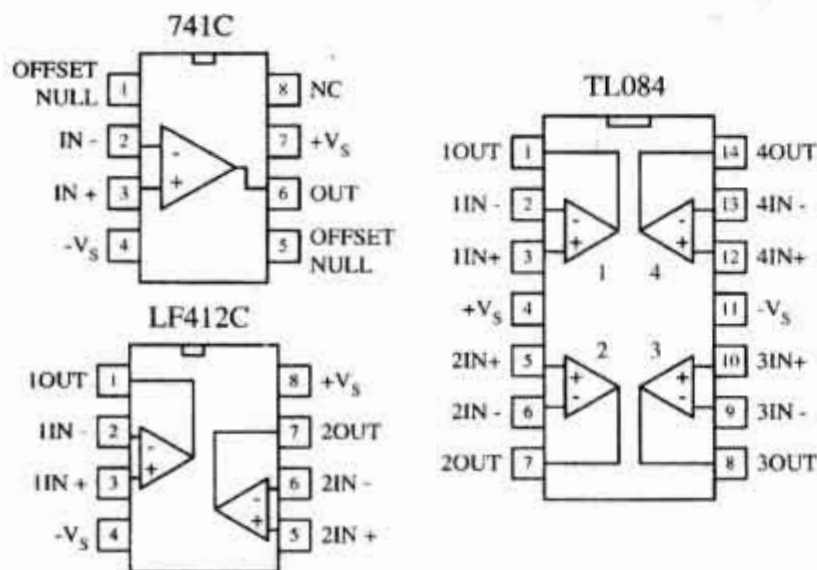 741C
OFFSET NULL 1 8 NC
IN - 2 - 7 +VS
IN + 3 + 6 OUT
-VS 4 5 OFFSET NULL
LF412C
1OUT 1 8 +VS
1IN - 2 - 7 2OUT
1IN + 3 + 6 2IN -
-
-VS 4 + 5 2IN +
TL084
1OUT 1 14 4OUT
1IN - 2 - - 13 4IN -
1IN+ 3 + + 12 4IN+
1 4
+VS 4 11 -VS
2 3
2IN+ 5 + + 10 3IN+
2IN - 6 - - 9 3IN -
2OUT 7 8 3OUT